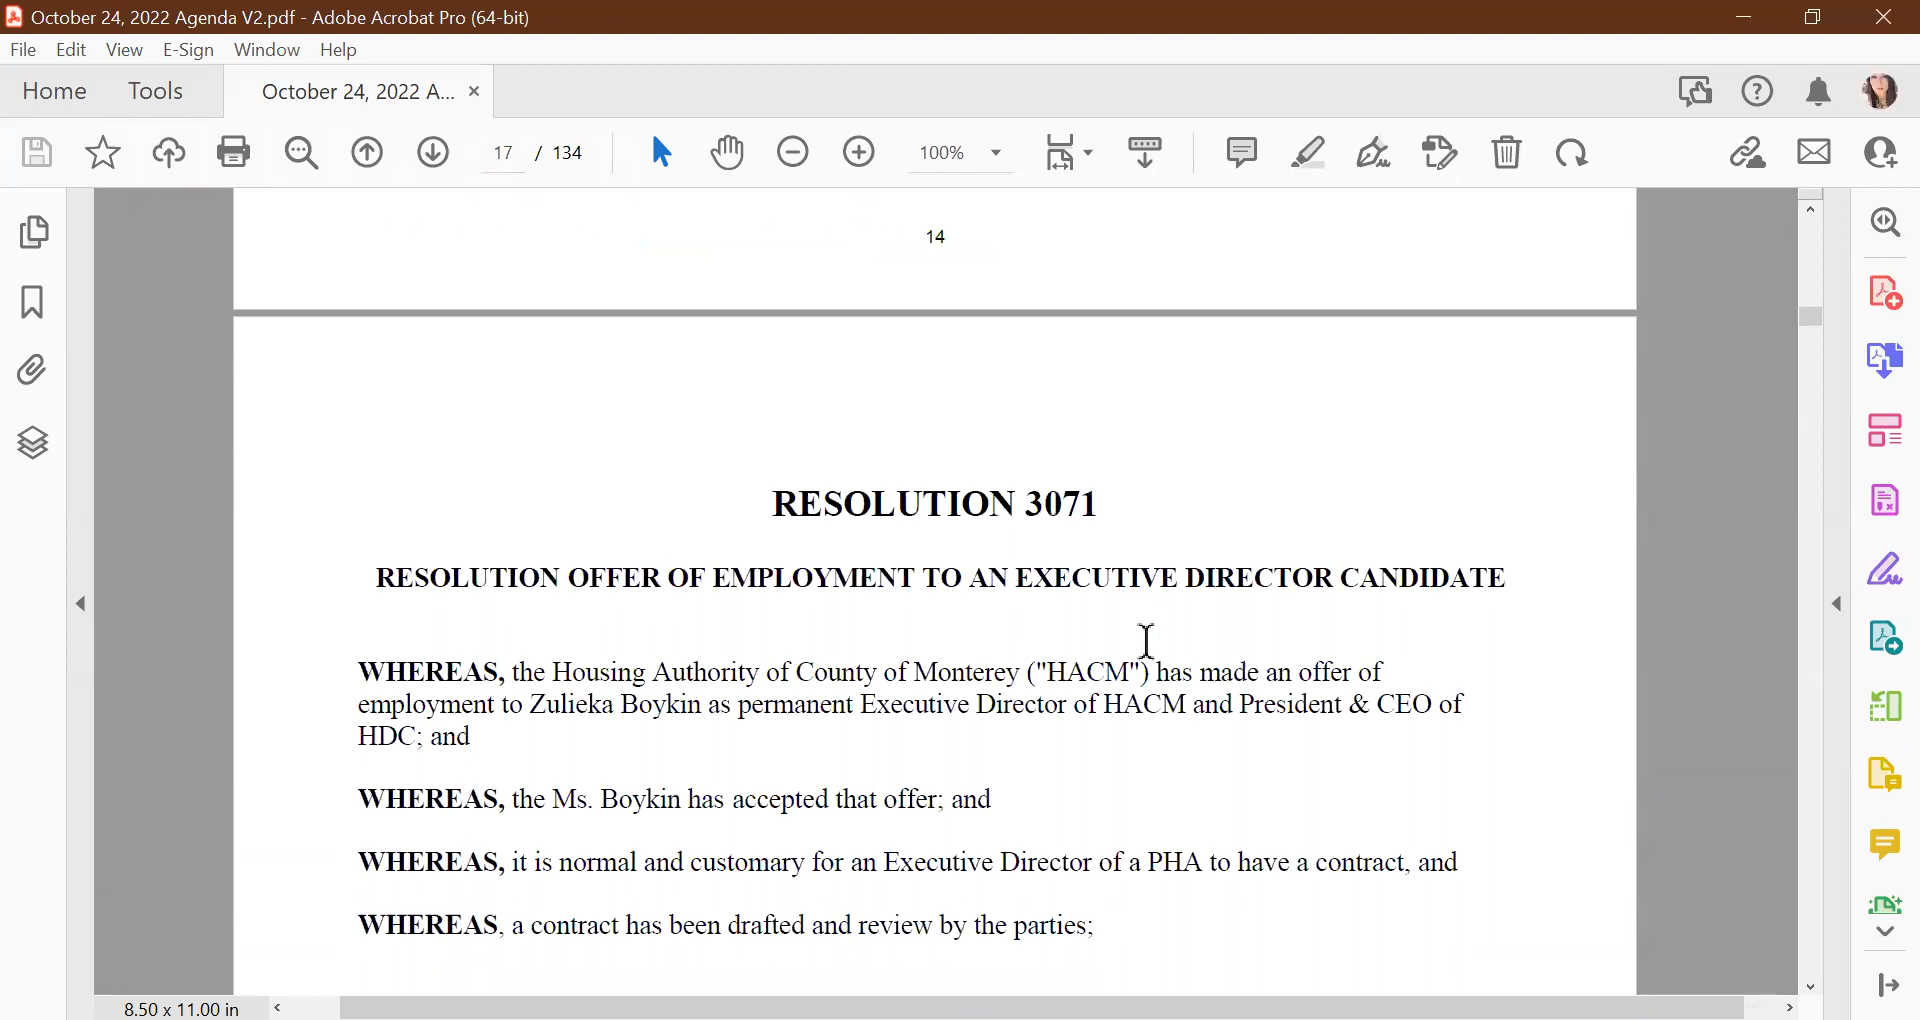 October 24, 2022 Agenda V2.pdf - Adobe Acrobat Pro (64-bit)
File Edit View E-Sign Window Help
Home Tools October 24, 2022 A... ×
17 / 134 100%
14
RESOLUTION 3071
RESOLUTION OFFER OF EMPLOYMENT TO AN EXECUTIVE DIRECTOR CANDIDATE
WHEREAS, the Housing Authority of County of Monterey ("HACM") has made an offer of
employment to Zulieka Boykin as permanent Executive Director of HACM and President & CEO of
HDC; and
WHEREAS, the Ms. Boykin has accepted that offer; and
WHEREAS, it is normal and customary for an Executive Director of a PHA to have a contract, and
WHEREAS, a contract has been drafted and review by the parties;
8.50 x 11.00 in